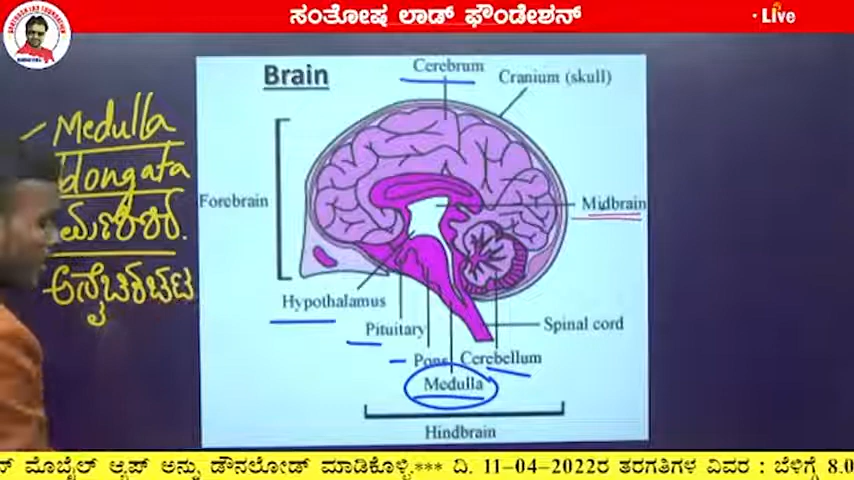 ಸಂತೋಷ ಲಾಡ್ ಫೌಂಡೇಶನ್
Live
Brain
Cerebrum
Cranium (skull)
Medulla
Forebrain
Midbrain
Hypothalamus
Pituitary
Spinal cord
Pons
Cerebellum
Medulla
Hindbrain
ಮೊಬೈಲ್ ಆ್ಯಪ್ ಅನ್ನು ಡೌನಲೋಡ್ ಮಾಡಿಕೊಳ್ಳಿ.*** ದಿ. 11-04-2022ರ ತರಗತಿಗಳ ವಿವರ : ಬೆಳಿಗ್ಗೆ 8.0